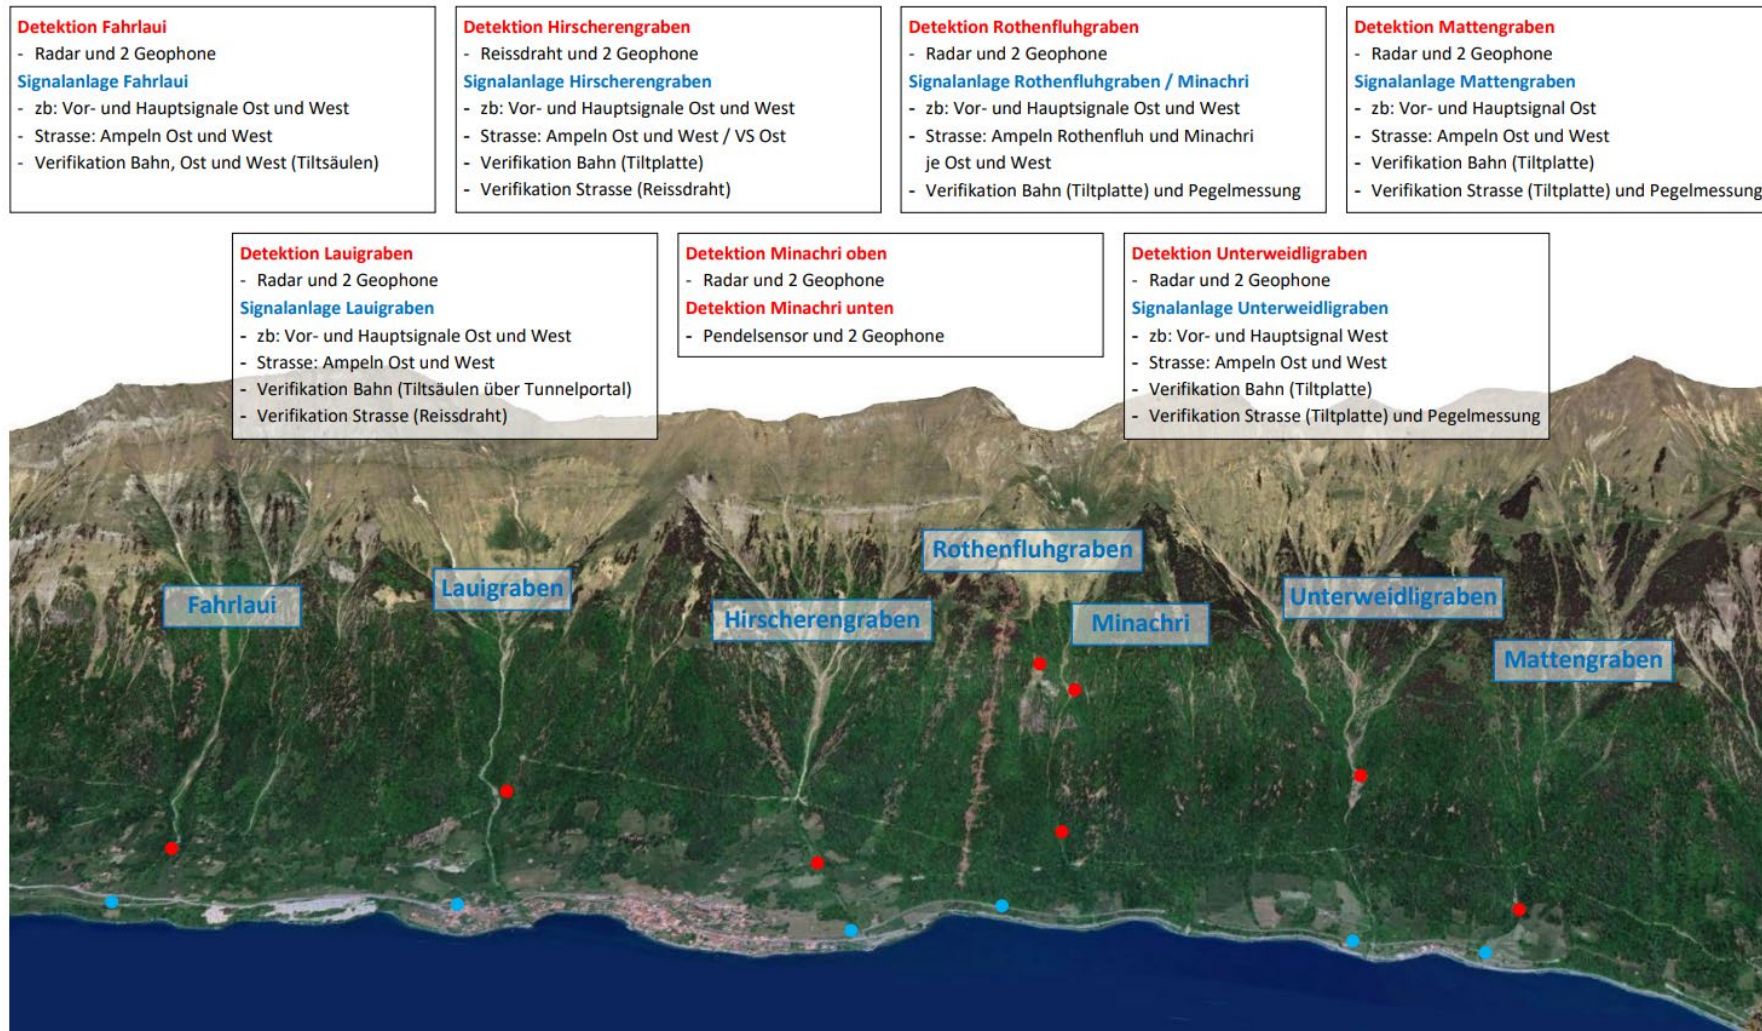 Detektion Fahrlaui
- Radar und 2 Geophone
Signalanlage Fahrlaui
- zb: Vor- und Hauptsignale Ost und West
- Strasse: Ampeln Ost und West
- Verifikation Bahn, Ost und West (Tiltsäulen)
Detektion Hirscherengraben
- Reissdraht und 2 Geophone
Signalanlage Hirscherengraben
- zb: Vor- und Hauptsignale Ost und West
- Strasse: Ampeln Ost und West / VS Ost
- Verifikation Bahn (Tiltplatte)
- Verifikation Strasse (Reissdraht)
Detektion Rothenfluhgraben
- Radar und 2 Geophone
Signalanlage Rothenfluhgraben / Minachri
- zb: Vor- und Hauptsignale Ost und West
- Strasse: Ampeln Rothenfluh und Minachri
je Ost und West
- Verifikation Bahn (Tiltplatte) und Pegelmessung
Detektion Mattengraben
- Radar und 2 Geophone
Signalanlage Mattengraben
- zb: Vor- und Hauptsignal Ost
- Strasse: Ampeln Ost und West
- Verifikation Bahn (Tiltplatte)
- Verifikation Strasse (Tiltplatte) und Pegelmessung
Detektion Lauigraben
- Radar und 2 Geophone
Signalanlage Lauigraben
- zb: Vor- und Hauptsignale Ost und West
- Strasse: Ampeln Ost und West
- Verifikation Bahn (Tiltsäulen über Tunnelportal)
- Verifikation Strasse (Reissdraht)
Detektion Minachri oben
- Radar und 2 Geophone
Detektion Minachri unten
- Pendelsensor und 2 Geophone
Detektion Unterweidligraben
- Radar und 2 Geophone
Signalanlage Unterweidligraben
- zb: Vor- und Hauptsignal West
- Strasse: Ampeln Ost und West
- Verifikation Bahn (Tiltplatte)
- Verifikation Strasse (Tiltplatte) und Pegelmessung
Fahrlaui
Lauigraben
Hirscherengraben
Rothenfluhgraben
Minachri
Unterweidligraben
Mattengraben